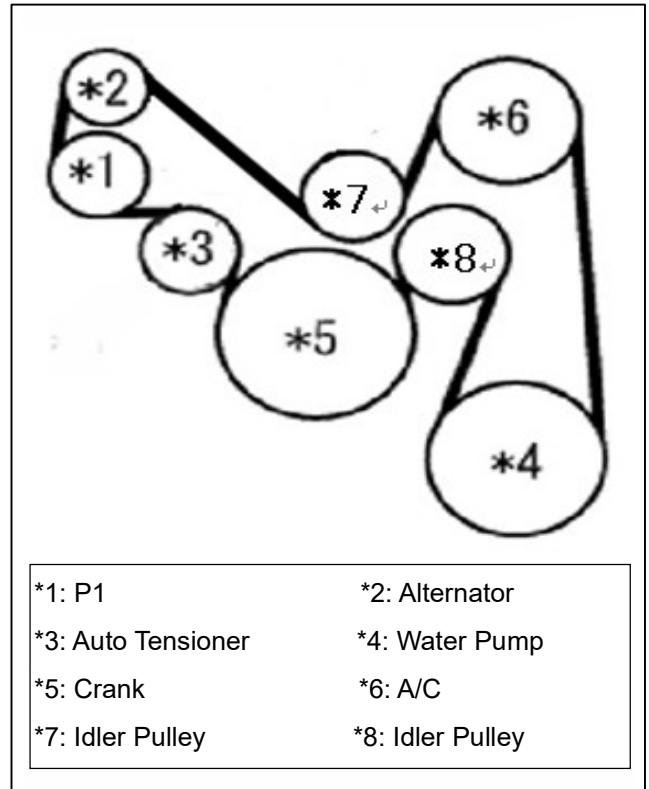 *2
*6
*1
*7
*3
*8
*5
*4
*1: P1 *2: Alternator
*3: Auto Tensioner *4: Water Pump
*5: Crank *6: A/C
*7: Idler Pulley *8: Idler Pulley